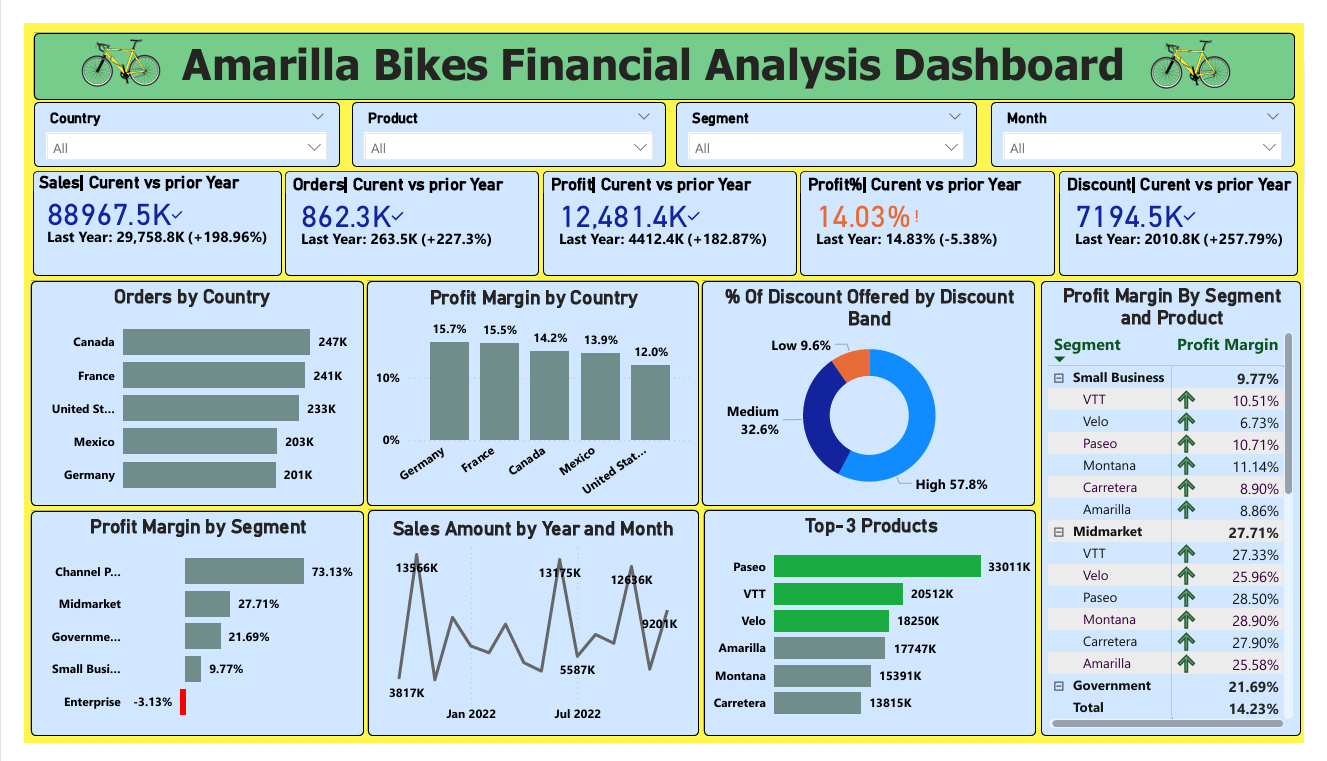 Amarilla Bikes Financial Analysis Dashboard
Country
All
Product
All
Segment
All
Month
All
Sales| Curent vs prior Year
88967.5K✓
Last Year: 29,758.8K (+198.96%)
Orders| Curent vs prior Year
862.3K✓
Last Year: 263.5K (+227.3%)
Profit| Curent vs prior Year
12,481.4K✓
Last Year: 4412.4K (+182.87%)
Profit%| Curent vs prior Year
14.03%!
Last Year: 14.83% (-5.38%)
Discount| Curent vs prior Year
7194.5K✓
Last Year: 2010.8K (+257.79%)
Orders by Country
Canada 247K
France 241K
United St... 233K
Mexico 203K
Germany 201K
Profit Margin by Country
15.7% 15.5% 14.2% 13.9% 12.0%
10%
0%
Germany France Canada Mexico United Stat...
% Of Discount Offered by Discount
Band
Low 9.6%
Medium
32.6%
High 57.8%
Profit Margin By Segment
and Product
Segment Profit Margin
Small Business 9.77%
VTT 10.51%
Velo 6.73%
Paseo 10.71%
Montana 11.14%
Carretera 8.90%
Amarilla 8.86%
Midmarket 27.71%
VTT 27.33%
Velo 25.96%
Paseo 28.50%
Montana 28.90%
Carretera 27.90%
Amarilla 25.58%
Government 21.69%
Total 14.23%
Profit Margin by Segment
Channel P... 73.13%
Midmarket 27.71%
Governme... 21.69%
Small Busi... 9.77%
Enterprise -3.13%
Sales Amount by Year and Month
13566K
13175K
12636K
9201K
5587K
3817K
Jan 2022 Jul 2022
Top-3 Products
Paseo 33011K
VTT 20512K
Velo 18250K
Amarilla 17747K
Montana 15391K
Carretera 13815K